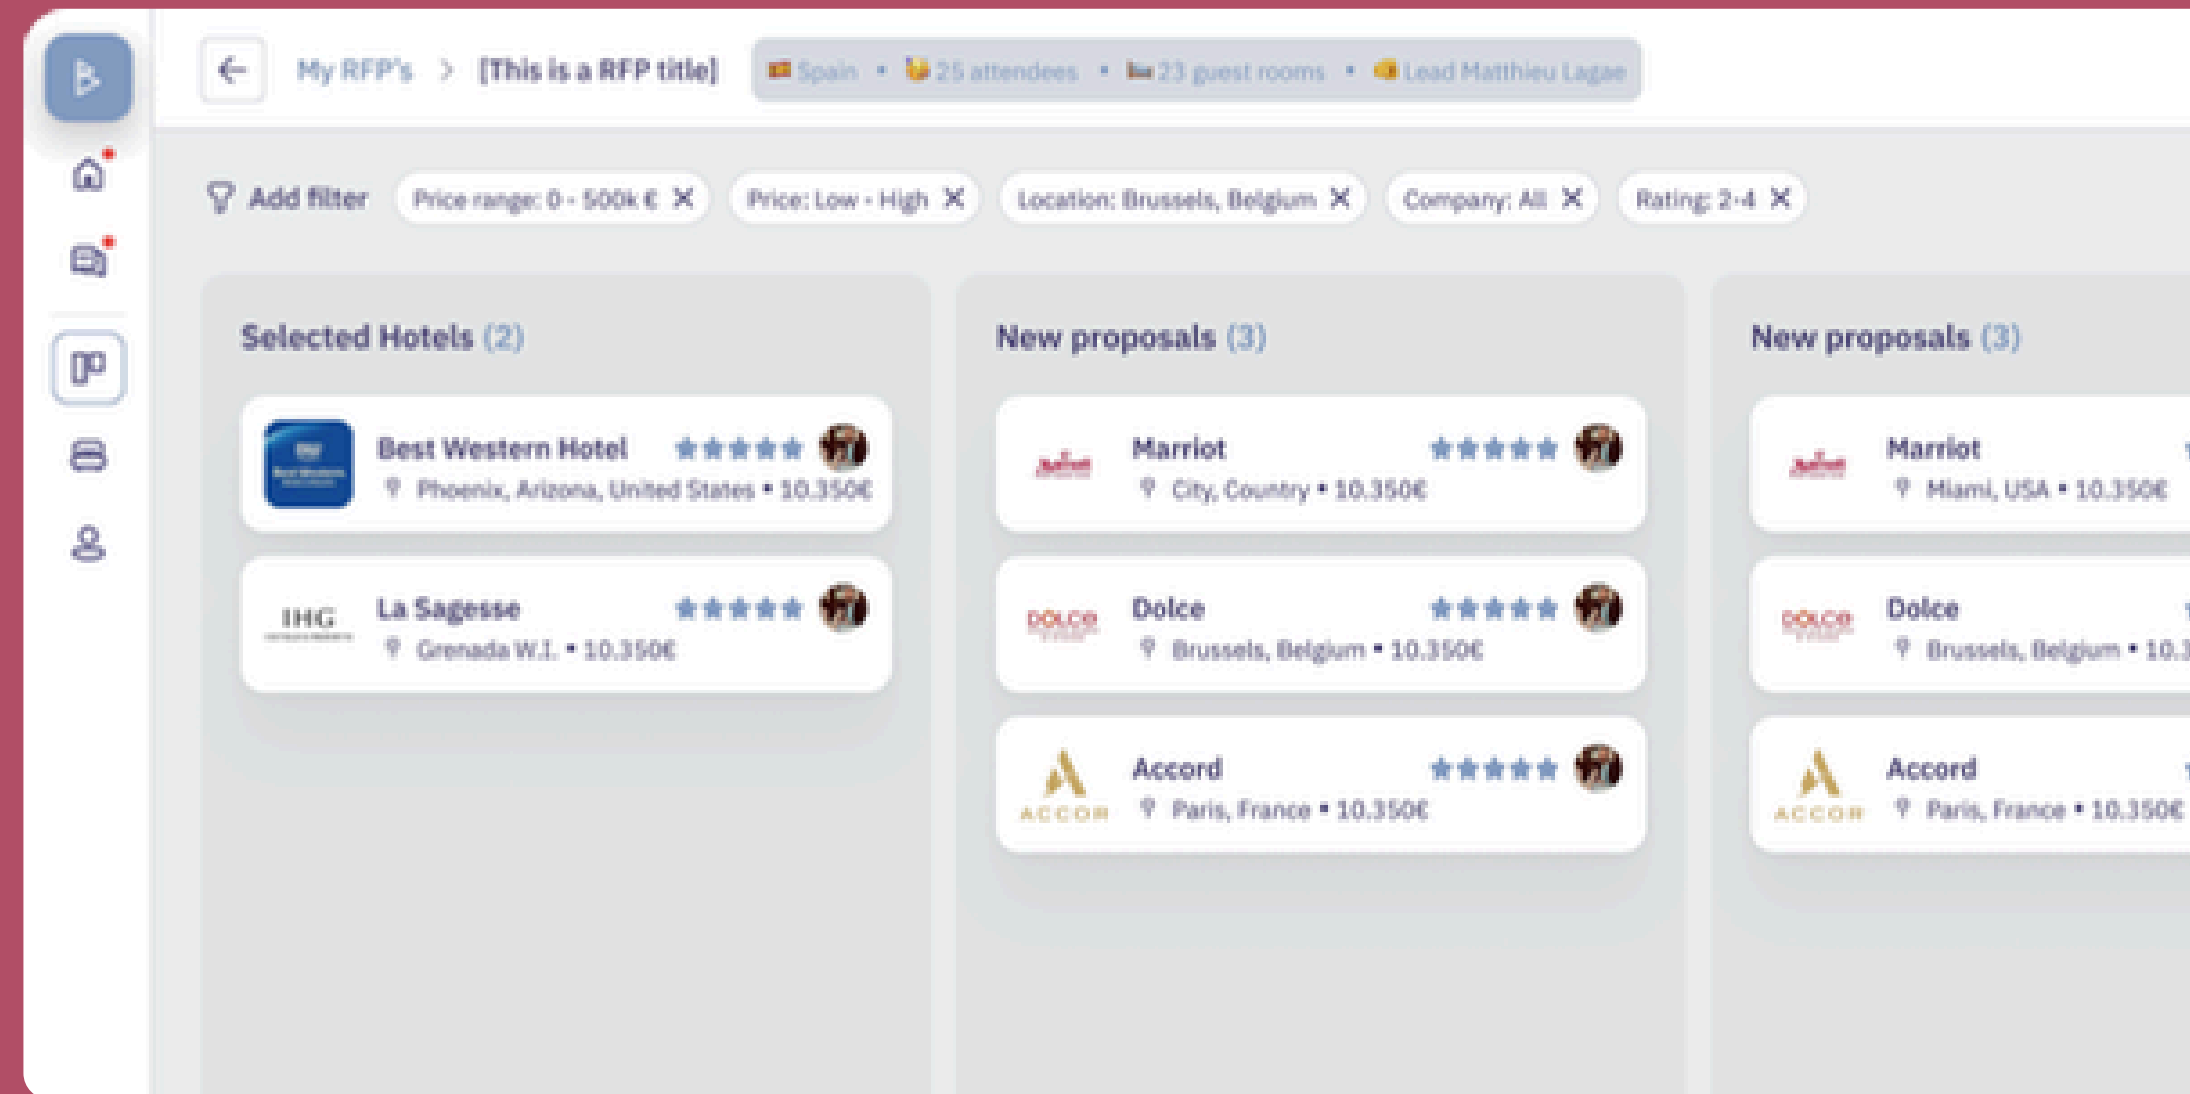 My RFP's > [This is a RFP title] Spain • 25 attendees • 23 guest rooms • Lead Matthieu Lagae
Add filter Price range: 0 - 500k € Price: Low - High Location: Brussels, Belgium Company: All Rating: 2-4
Selected Hotels (2)
Best Western Hotel
Phoenix, Arizona, United States • 10.350€
IHG
La Sagesse
Grenada W.I. • 10.350€
New proposals (3)
Marriot
City, Country • 10.350€
DOLCE
Dolce
Brussels, Belgium • 10.350€
ACCOR
Accord
Paris, France • 10.350€
New proposals (3)
Marriot
Miami, USA • 10.350€
DOLCE
Dolce
Brussels, Belgium • 10.3
ACCOR
Accord
Paris, France • 10.350€